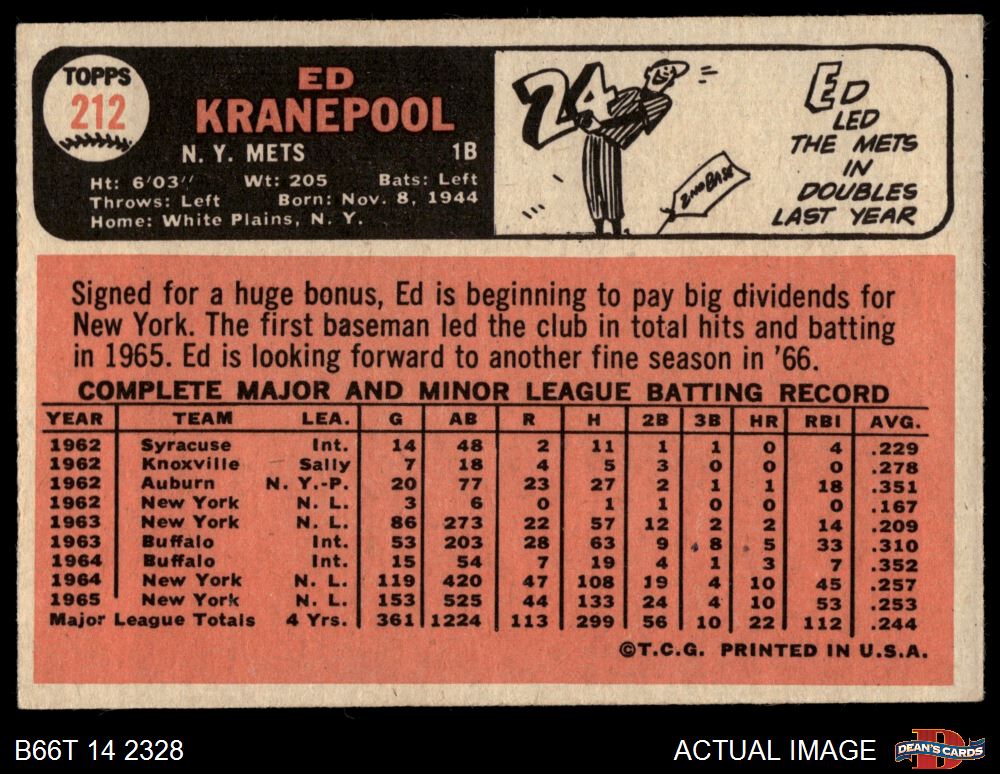 TOPPS
212
ED
KRANEPOOL
N. Y. METS 1B
Ht: 6'03" Wt: 205 Bats: Left
Throws: Left Born: Nov. 8, 1944
Home: White Plains, N. Y.
24
2ND BASE
ED
LED
THE METS
IN
DOUBLES
LAST YEAR
Signed for a huge bonus, Ed is beginning to pay big dividends for
New York. The first baseman led the club in total hits and batting
in 1965. Ed is looking forward to another fine season in '66.
COMPLETE MAJOR AND MINOR LEAGUE BATTING RECORD
YEAR TEAM LEA. G AB R H 2B 3B HR RBI AVG.
1962 Syracuse Int. 14 48 2 11 1 1 0 4 .229
1962 Knoxville Sally 7 18 4 5 3 0 0 0 .278
1962 Auburn N. Y.-P. 20 77 23 27 2 1 1 18 .351
1962 New York N. L. 3 6 0 1 1 0 0 0 .167
1963 New York N. L. 86 273 22 57 12 2 2 14 .209
1963 Buffalo Int. 53 203 28 63 9 8 5 33 .310
1964 Buffalo Int. 15 54 7 19 4 1 3 7 .352
1964 New York N. L. 119 420 47 108 19 4 10 45 .257
1965 New York N. L. 153 525 44 133 24 4 10 53 .253
Major League Totals 4 Yrs. 361 1224 113 299 56 10 22 112 .244
©T.C.G. PRINTED IN U.S.A.
B66T 14 2328
ACTUAL IMAGE
DEAN'S CARDS